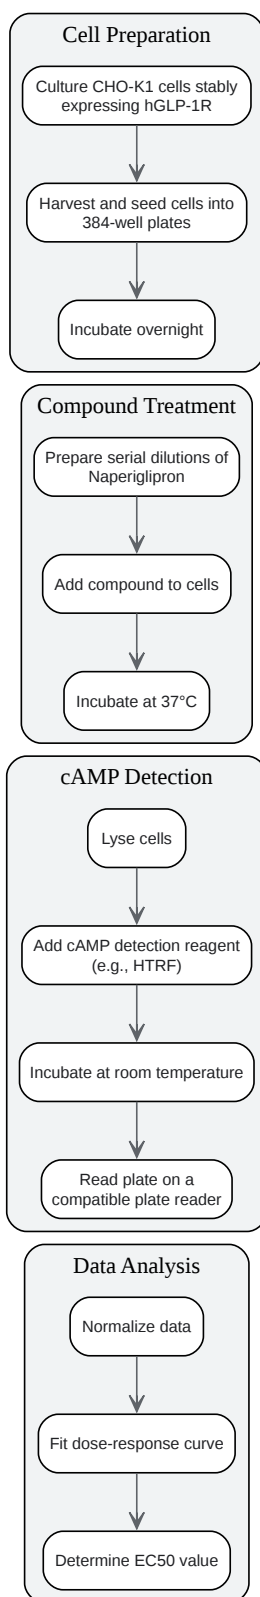 Cell Preparation
Culture CHO-K1 cells stably
expressing hGLP-1R
Harvest and seed cells into
384-well plates
Incubate overnight
Compound Treatment
Prepare serial dilutions of
Naperiglipron
Add compound to cells
Incubate at 37°C
cAMP Detection
Lyse cells
Add cAMP detection reagent
(e.g., HTRF)
Incubate at room temperature
Read plate on a
compatible plate reader
Data Analysis
Normalize data
Fit dose-response curve
Determine EC50 value